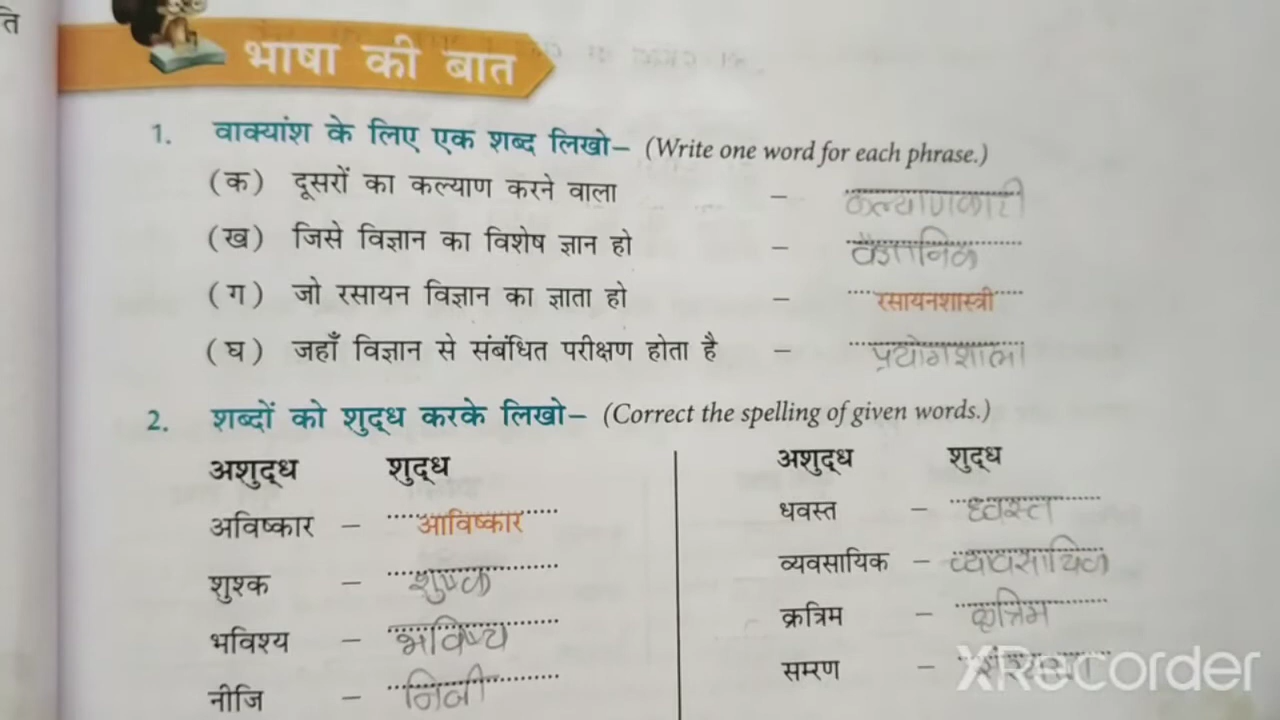 ति
भाषा की बात
1. वाक्यांश के लिए एक शब्द लिखो– (Write one word for each phrase.)
(क) दूसरों का कल्याण करने वाला – कल्याणकारी
(ख) जिसे विज्ञान का विशेष ज्ञान हो – वैज्ञानिक
(ग) जो रसायन विज्ञान का ज्ञाता हो – रसायनशास्त्री
(घ) जहाँ विज्ञान से संबंधित परीक्षण होता है – प्रयोगशाला
2. शब्दों को शुद्ध करके लिखो– (Correct the spelling of given words.)
अशुद्ध शुद्ध
अविष्कार – आविष्कार
शुश्क – शुष्क
भविश्य – भविष्य
नीजि – निजी
अशुद्ध शुद्ध
धवस्त – ध्वस्त
व्यवसायिक – व्यावसायिक
क्रत्रिम – कृत्रिम
सम्रण –
XRecorder